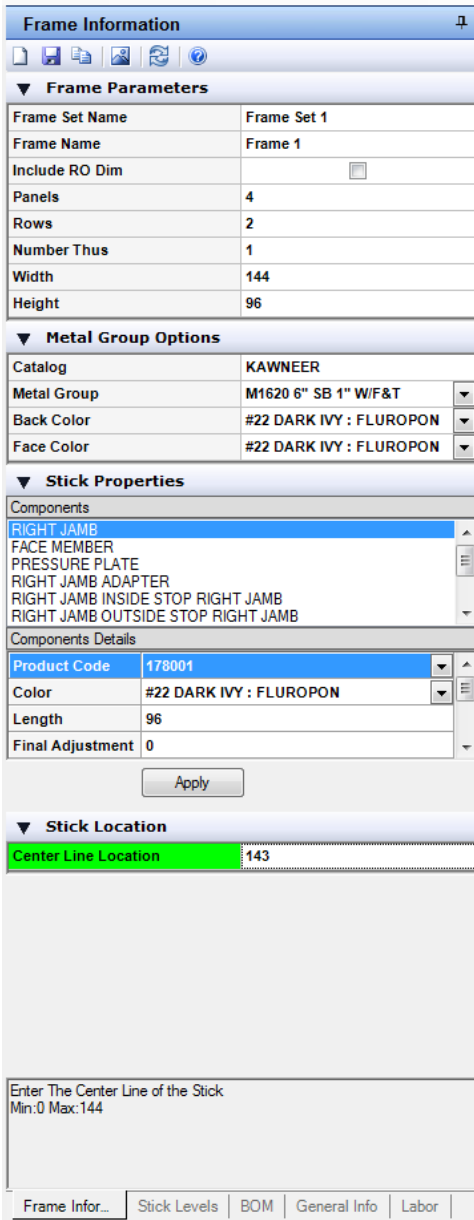 Frame Information
Frame Parameters
Frame Set Name Frame Set 1
Frame Name Frame 1
Include RO Dim
Panels 4
Rows 2
Number Thus 1
Width 144
Height 96
Metal Group Options
Catalog KAWNEER
Metal Group M1620 6" SB 1" W/F&T
Back Color #22 DARK IVY : FLUROPON
Face Color #22 DARK IVY : FLUROPON
Stick Properties
Components
RIGHT JAMB
FACE MEMBER
PRESSURE PLATE
RIGHT JAMB ADAPTER
RIGHT JAMB INSIDE STOP RIGHT JAMB
RIGHT JAMB OUTSIDE STOP RIGHT JAMB
Components Details
Product Code 178001
Color #22 DARK IVY : FLUROPON
Length 96
Final Adjustment 0
Apply
Stick Location
Center Line Location 143
Enter The Center Line of the Stick
Min:0 Max:144
Frame Infor... Stick Levels BOM General Info Labor